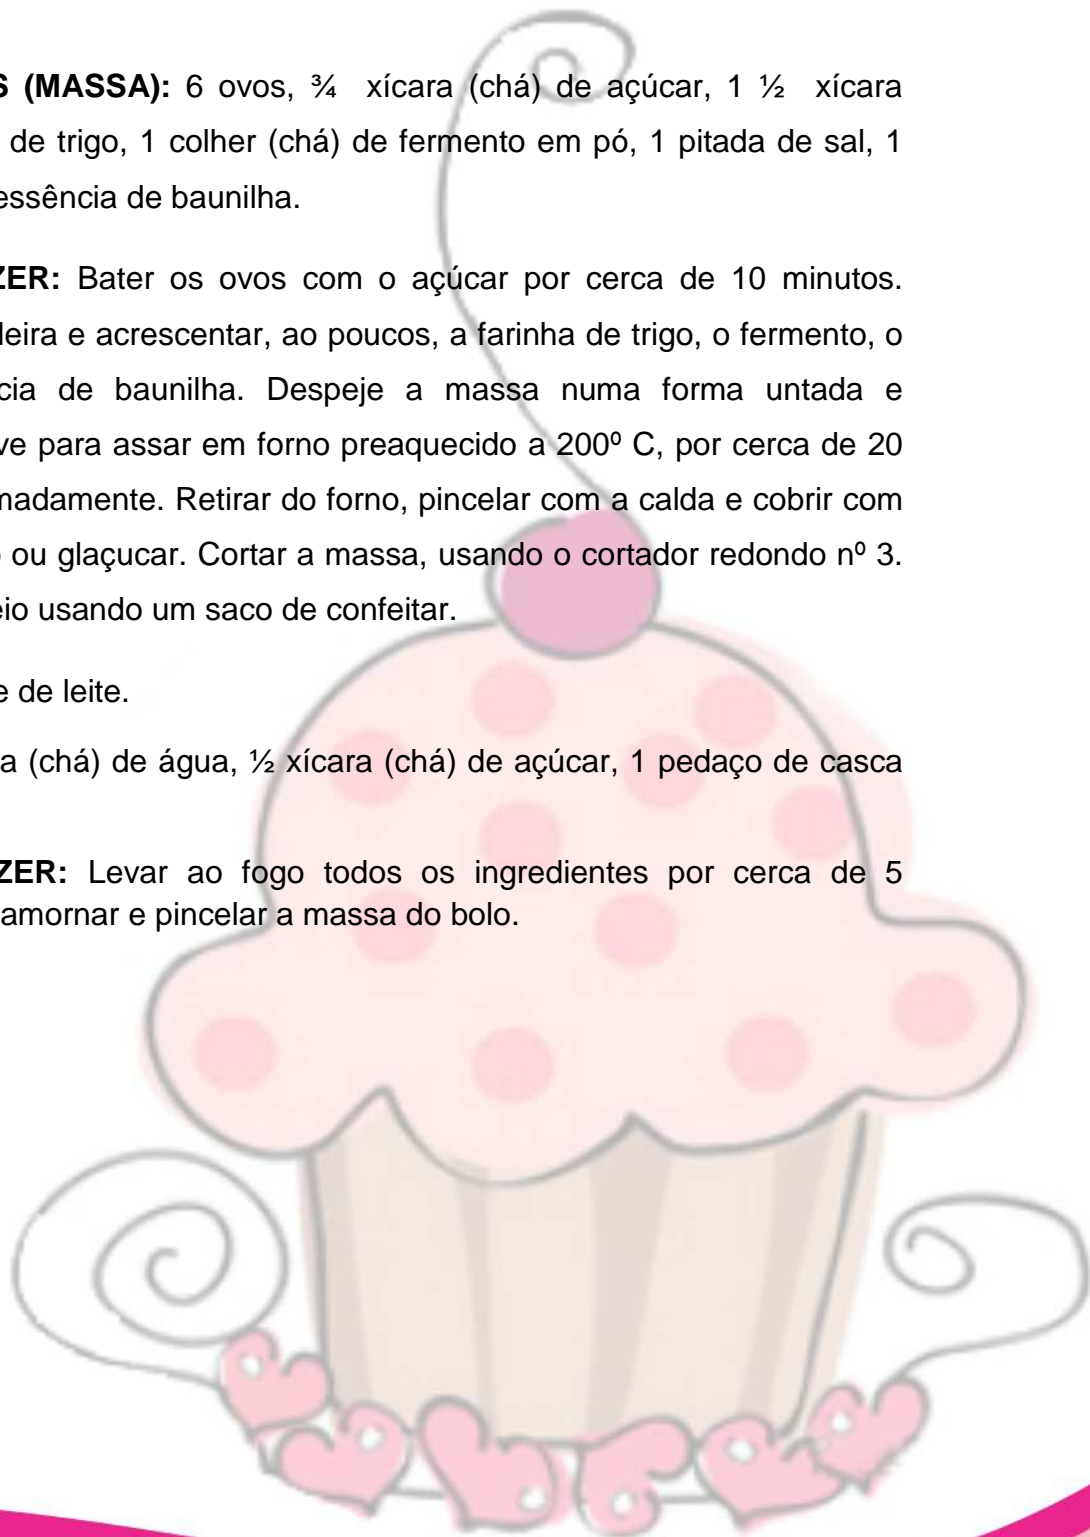 S (MASSA): 6 ovos, ¾ xícara (chá) de açúcar, 1 ½ xícara
de trigo, 1 colher (chá) de fermento em pó, 1 pitada de sal, 1
essência de baunilha.
ZER: Bater os ovos com o açúcar por cerca de 10 minutos.
leira e acrescentar, ao poucos, a farinha de trigo, o fermento, o
cia de baunilha. Despeje a massa numa forma untada e
ve para assar em forno preaquecido a 200º C, por cerca de 20
madamente. Retirar do forno, pincelar com a calda e cobrir com
o ou glaçucar. Cortar a massa, usando o cortador redondo nº 3.
eio usando um saco de confeitar.
e de leite.
a (chá) de água, ½ xícara (chá) de açúcar, 1 pedaço de casca
ZER: Levar ao fogo todos os ingredientes por cerca de 5
amornar e pincelar a massa do bolo.